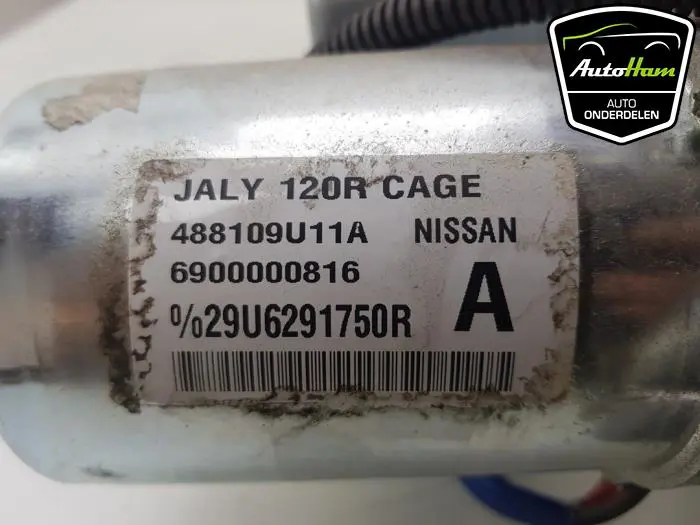 AutoHam
AUTO
ONDERDELEN
JALY 120R CAGE
488109U11A NISSAN
6900000816
%29U6291750R A